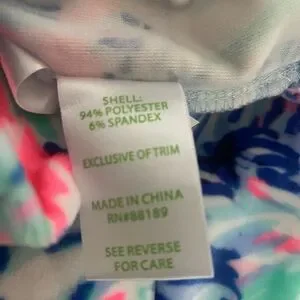 SHELL:
94% POLYESTER
6% SPANDEX
EXCLUSIVE OF TRIM
MADE IN CHINA
RN#88189
SEE REVERSE
FOR CARE